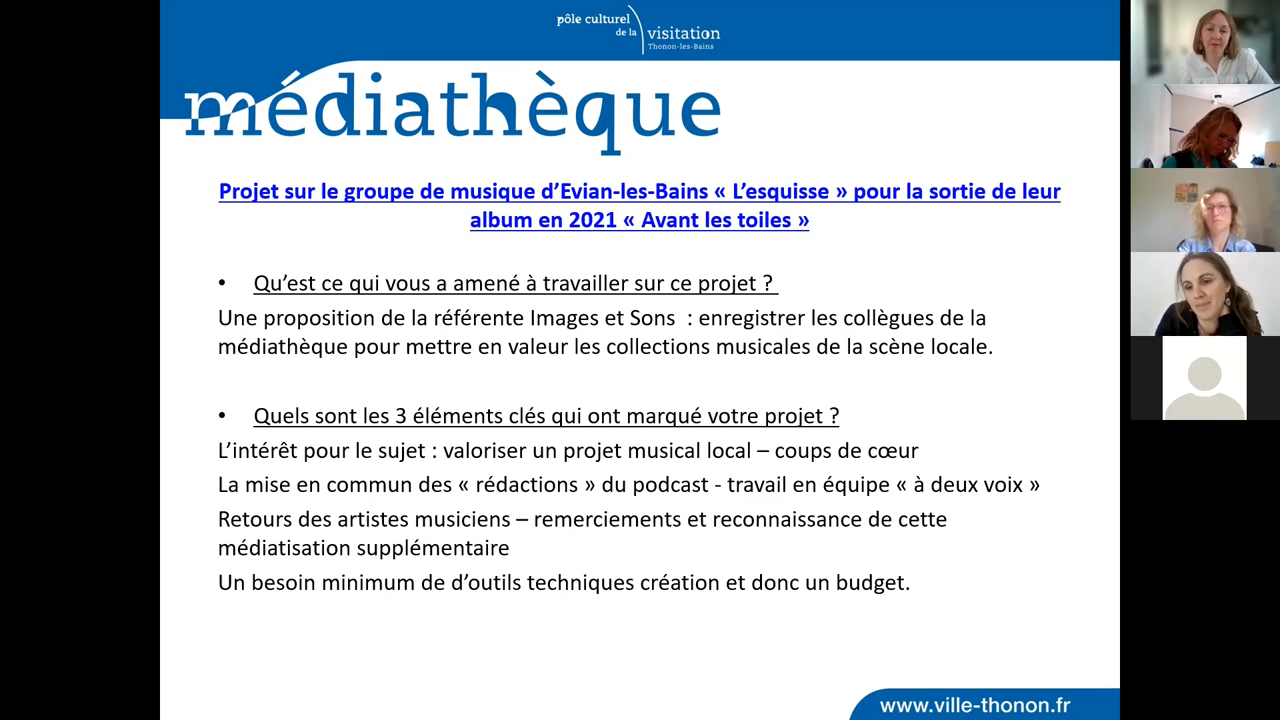 pôle culturel
de la
visitation
Thonon-les-Bains
médiathèque
Projet sur le groupe de musique d’Evian-les-Bains « L’esquisse » pour la sortie de leur
album en 2021 « Avant les toiles »
• Qu’est ce qui vous a amené à travailler sur ce projet ?
Une proposition de la référente Images et Sons : enregistrer les collègues de la
médiathèque pour mettre en valeur les collections musicales de la scène locale.
• Quels sont les 3 éléments clés qui ont marqué votre projet ?
L’intérêt pour le sujet : valoriser un projet musical local – coups de cœur
La mise en commun des « rédactions » du podcast - travail en équipe « à deux voix »
Retours des artistes musiciens – remerciements et reconnaissance de cette
médiatisation supplémentaire
Un besoin minimum de d’outils techniques création et donc un budget.
www.ville-thonon.fr